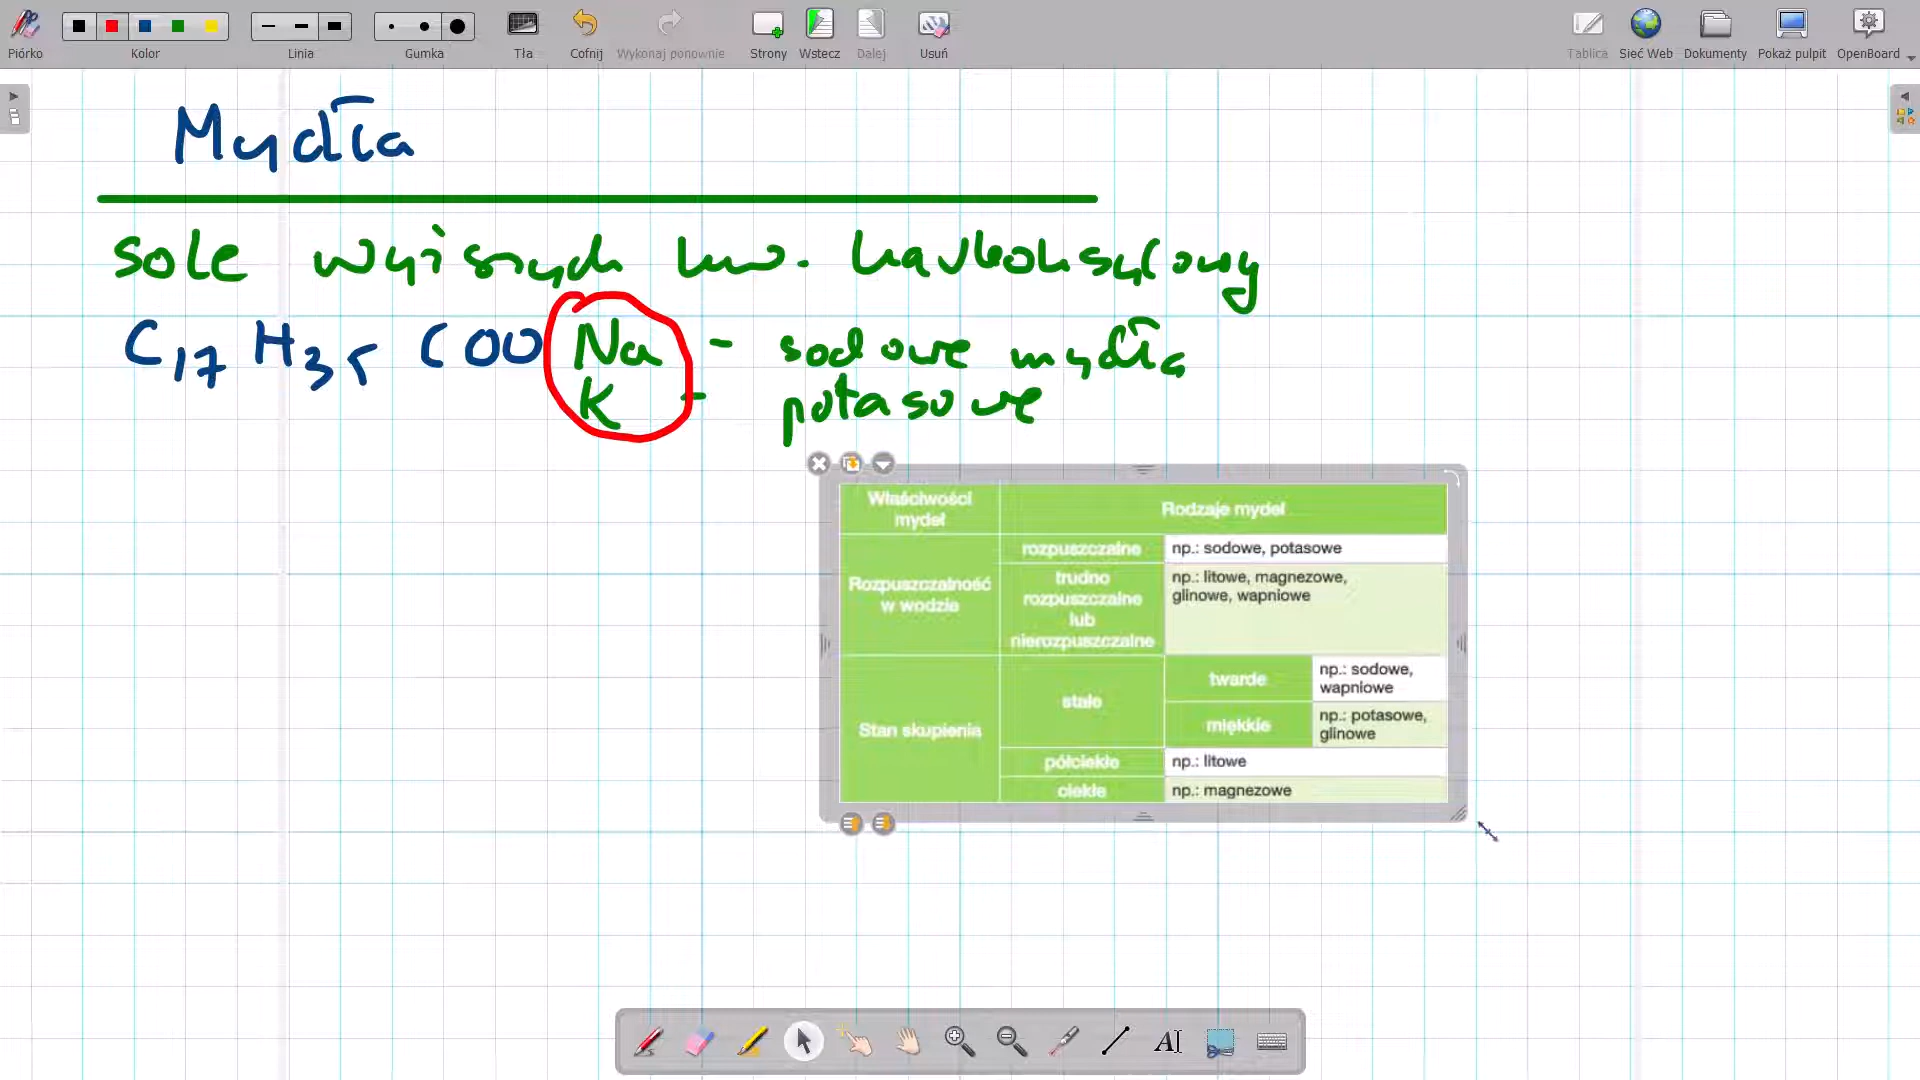 Piórko
Kolor
Linia
Gumka
Tła
Cofnij
Wykonaj ponownie
Strony
Wstecz
Dalej
Usuń
Tablica
Sieć Web
Dokumenty
Pokaż pulpit
OpenBoard
Mydła
sole wyższych kw. karboksylowy
C17 H35 COO Na - sodowe mydła
K - potasowe
Właściwości
mydeł
Rodzaje mydeł
Rozpuszczalność
w wodzie
rozpuszczalne
np.: sodowe, potasowe
trudno
rozpuszczalne
lub
nierozpuszczalne
np.: litowe, magnezowe,
glinowe, wapniowe
Stan skupienia
stałe
twarde
np.: sodowe,
wapniowe
miękkie
np.: potasowe,
glinowe
półciekłe
np.: litowe
ciekłe
np.: magnezowe